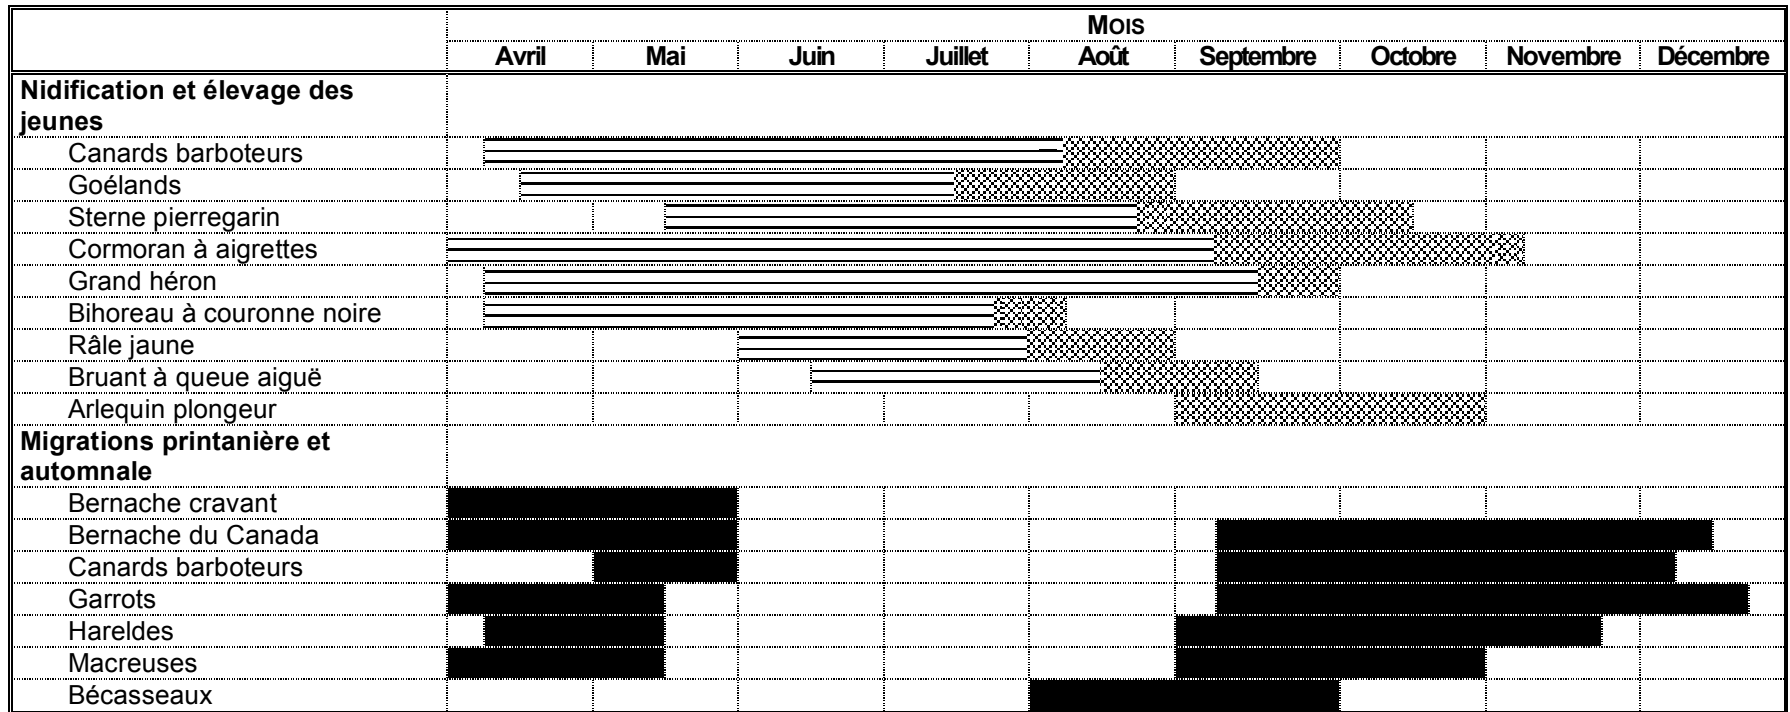 MOIS
Avril Mai Juin Juillet Août Septembre Octobre Novembre Décembre
Nidification et élevage des
jeunes
Canards barboteurs
Goélands
Sterne pierregarin
Cormoran à aigrettes
Grand héron
Bihoreau à couronne noire
Râle jaune
Bruant à queue aiguë
Arlequin plongeur
Migrations printanière et
automnale
Bernache cravant
Bernache du Canada
Canards barboteurs
Garrots
Hareldes
Macreuses
Bécasseaux